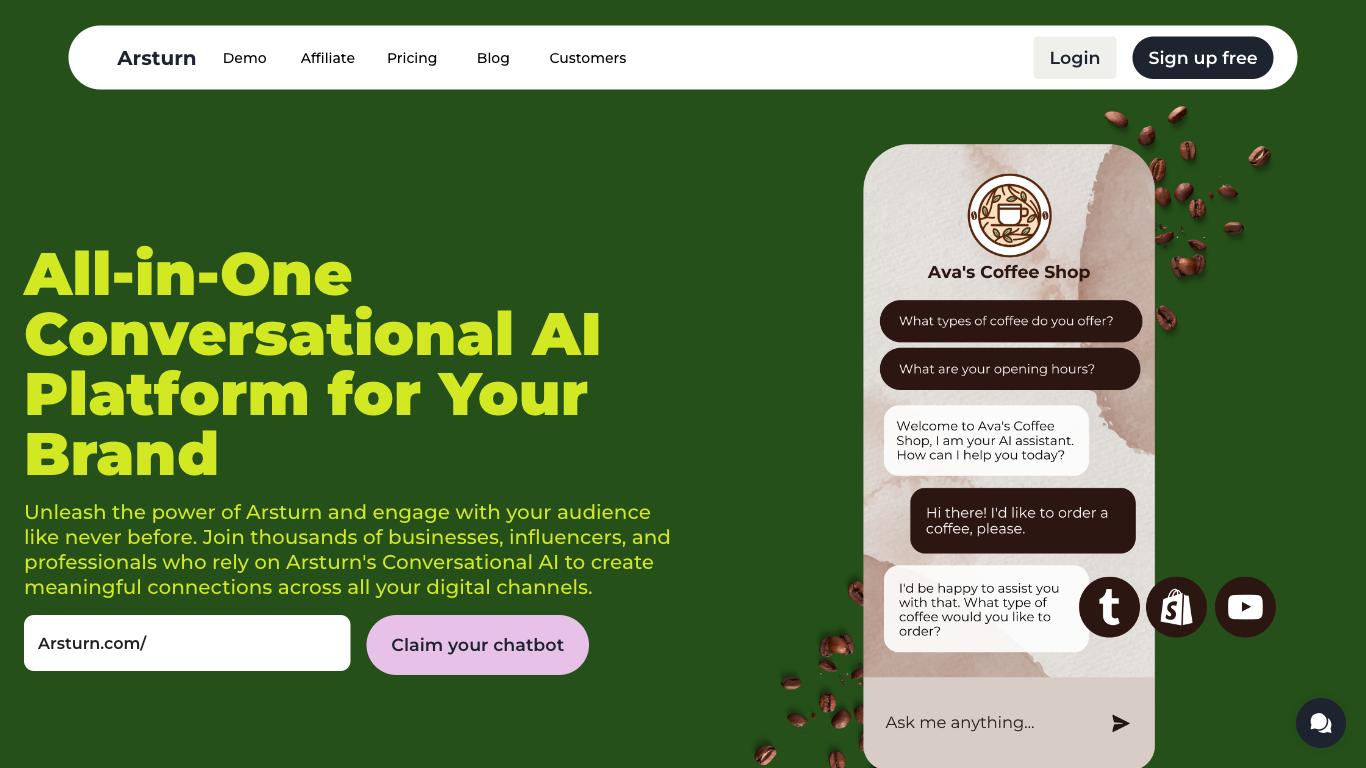 Arsturn
Demo
Affiliate
Pricing
Blog
Customers
Login
Sign up free
All-in-One
Conversational AI
Platform for Your
Brand
Unleash the power of Arsturn and engage with your audience
like never before. Join thousands of businesses, influencers, and
professionals who rely on Arsturn's Conversational AI to create
meaningful connections across all your digital channels.
Arsturn.com/
Claim your chatbot
Ava's Coffee Shop
What types of coffee do you offer?
What are your opening hours?
Welcome to Ava's Coffee
Shop, I am your AI assistant.
How can I help you today?
Hi there! I'd like to order a
coffee, please.
I'd be happy to assist you
with that. What type of
coffee would you like to
order?
Ask me anything...